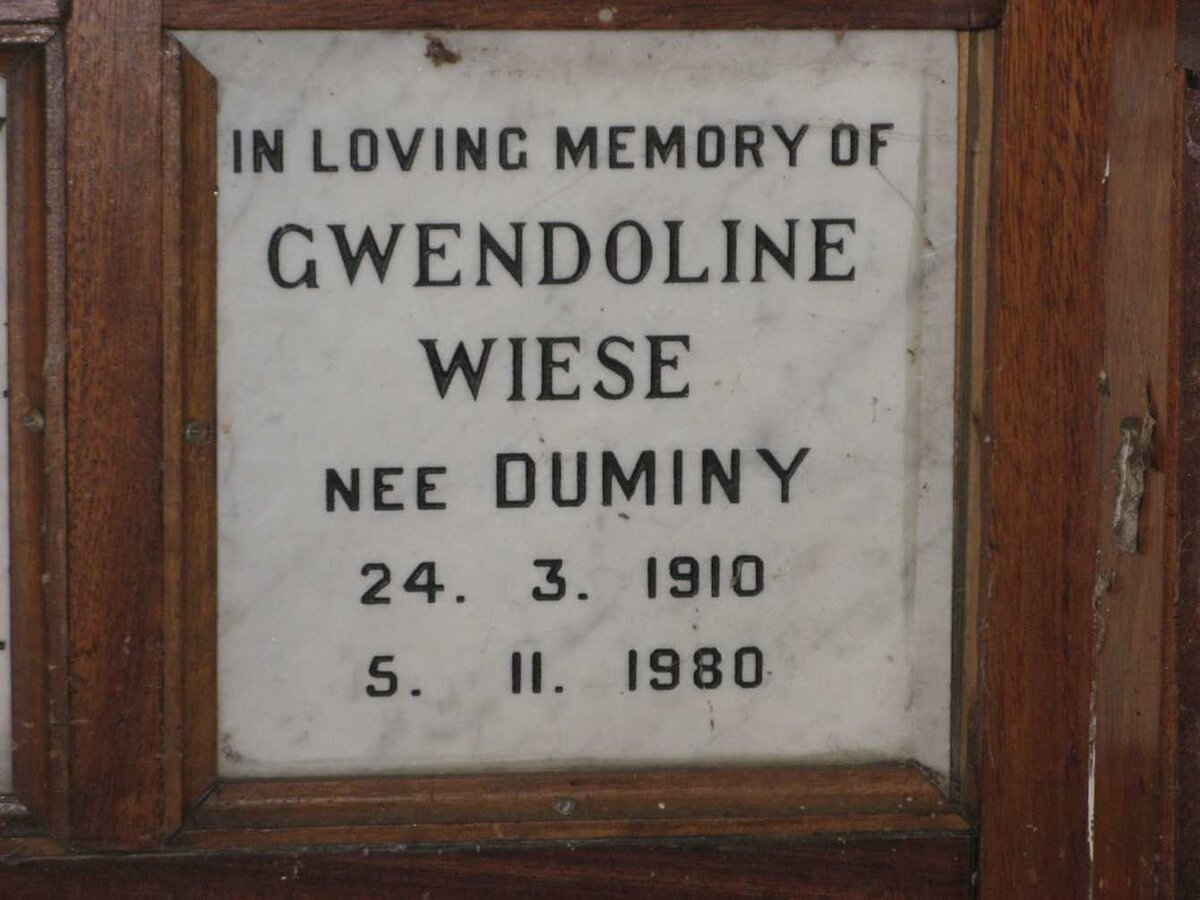 IN LOVING MEMORY OF
GWENDOLINE
WIESE
NEE DUMINY
24. 3. 1910
5. 11. 1980